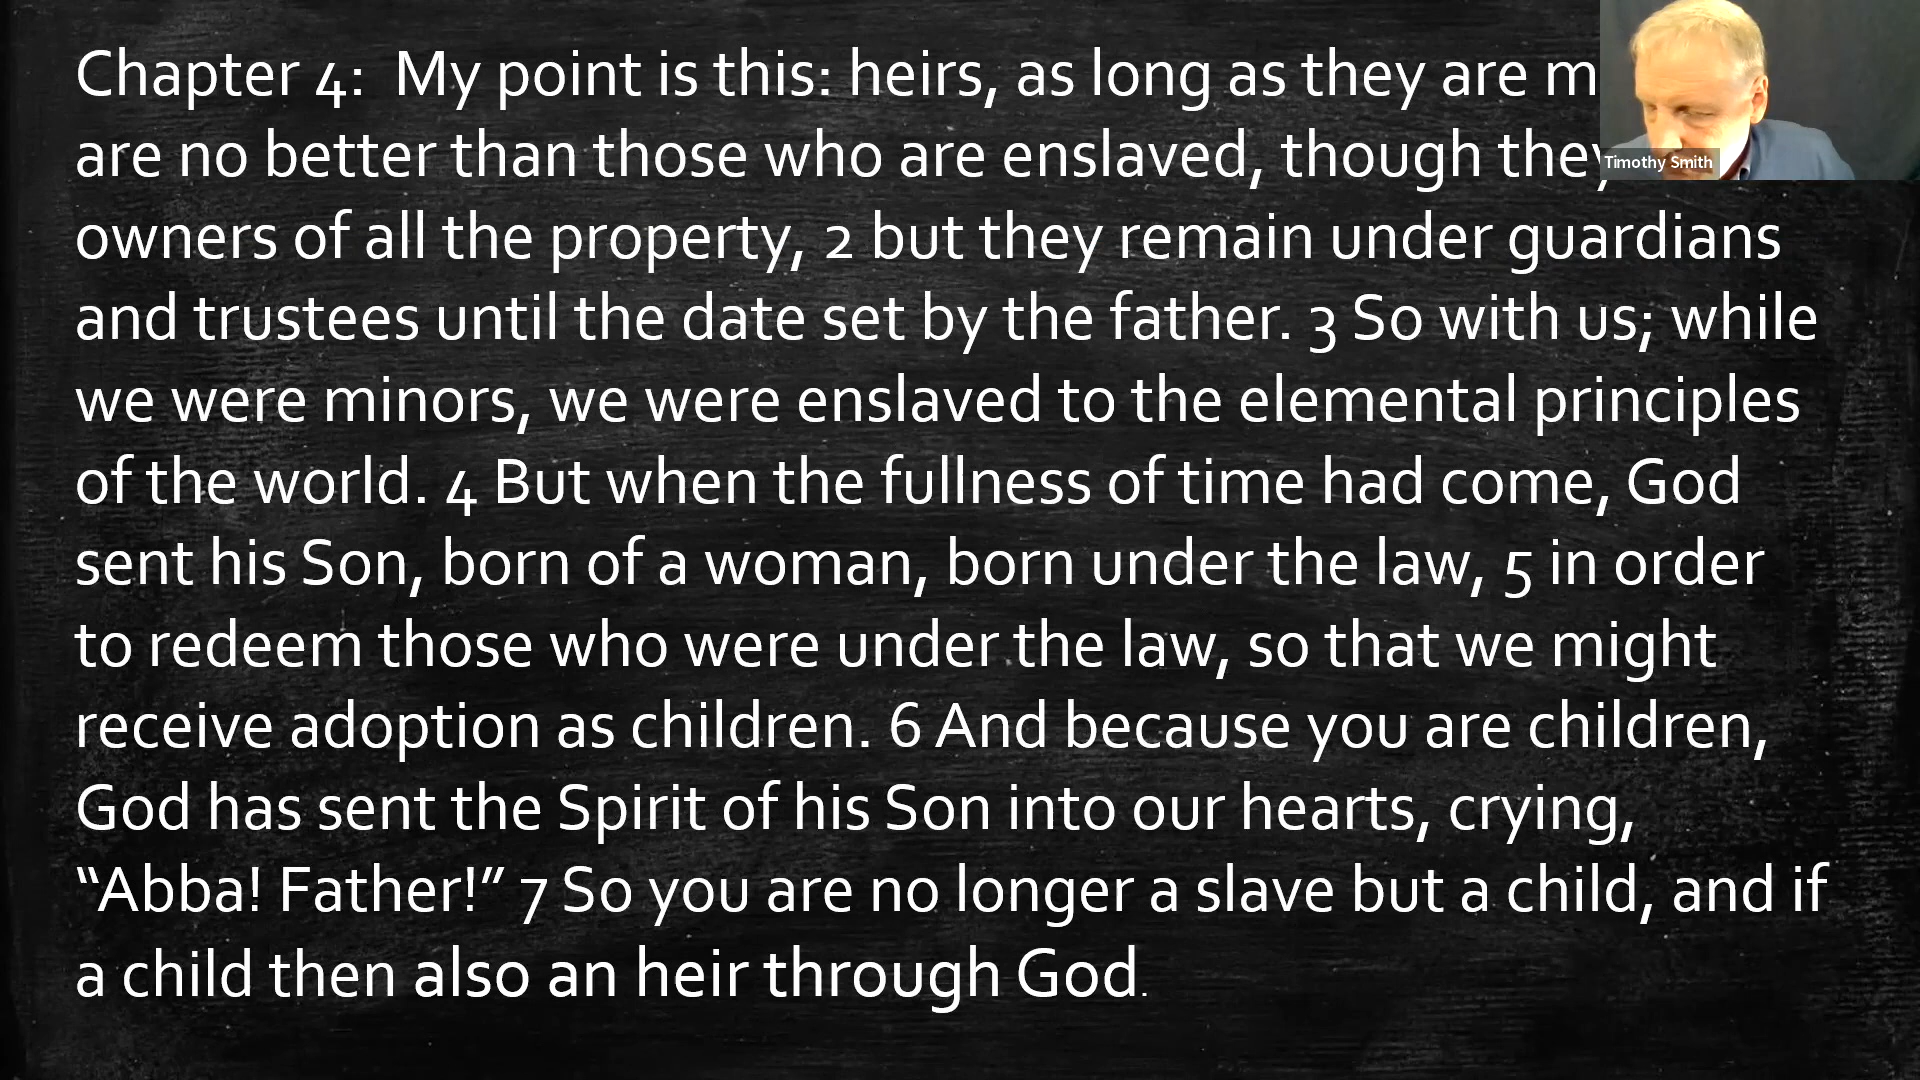 Chapter 4:  My point is this: heirs, as long as they are
are no better than those who are enslaved, though they
owners of all the property, 2 but they remain under guardians
and trustees until the date set by the father. 3 So with us; while
we were minors, we were enslaved to the elemental principles
of the world. 4 But when the fullness of time had come, God
sent his Son, born of a woman, born under the law, 5 in order
to redeem those who were under the law, so that we might
receive adoption as children. 6 And because you are children,
God has sent the Spirit of his Son into our hearts, crying,
“Abba! Father!” 7 So you are no longer a slave but a child, and if
a child then also an heir through God.
Timothy Smith